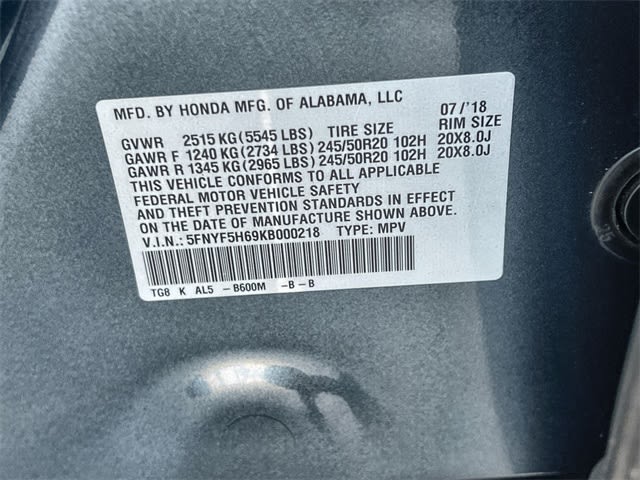 MFD. BY HONDA MFG. OF ALABAMA, LLC 07/'18
GVWR 2515 KG(5545 LBS) TIRE SIZE RIM SIZE
GAWR F 1240 KG(2734 LBS)245/50R20 102H 20X8.0J
GAWR R 1345 KG(2965 LBS)245/50R20 102H 20X8.0J
THIS VEHICLE CONFORMS TO ALL APPLICABLE
FEDERAL MOTOR VEHICLE SAFETY
AND THEFT PREVENTION STANDARDS IN EFFECT
ON THE DATE OF MANUFACTURE SHOWN ABOVE.
V.I.N.: 5FNYF5H69KB000218 TYPE: MPV
TG8 K AL5 -B600M -B-B
25